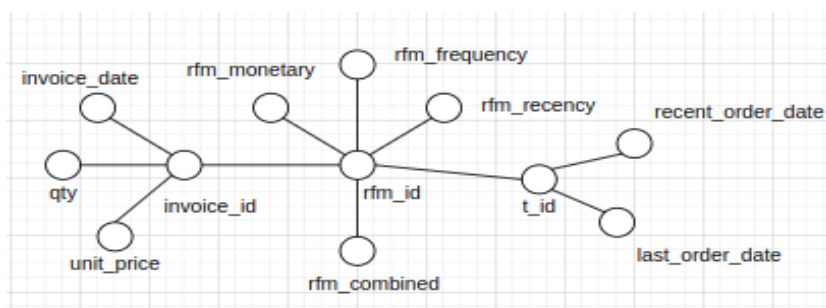 rfm_frequency
rfm_monetary
invoice_date
rfm_recency
recent_order_date
qty
rfm_id
invoice_id
t_id
last_order_date
unit_price
rfm_combined